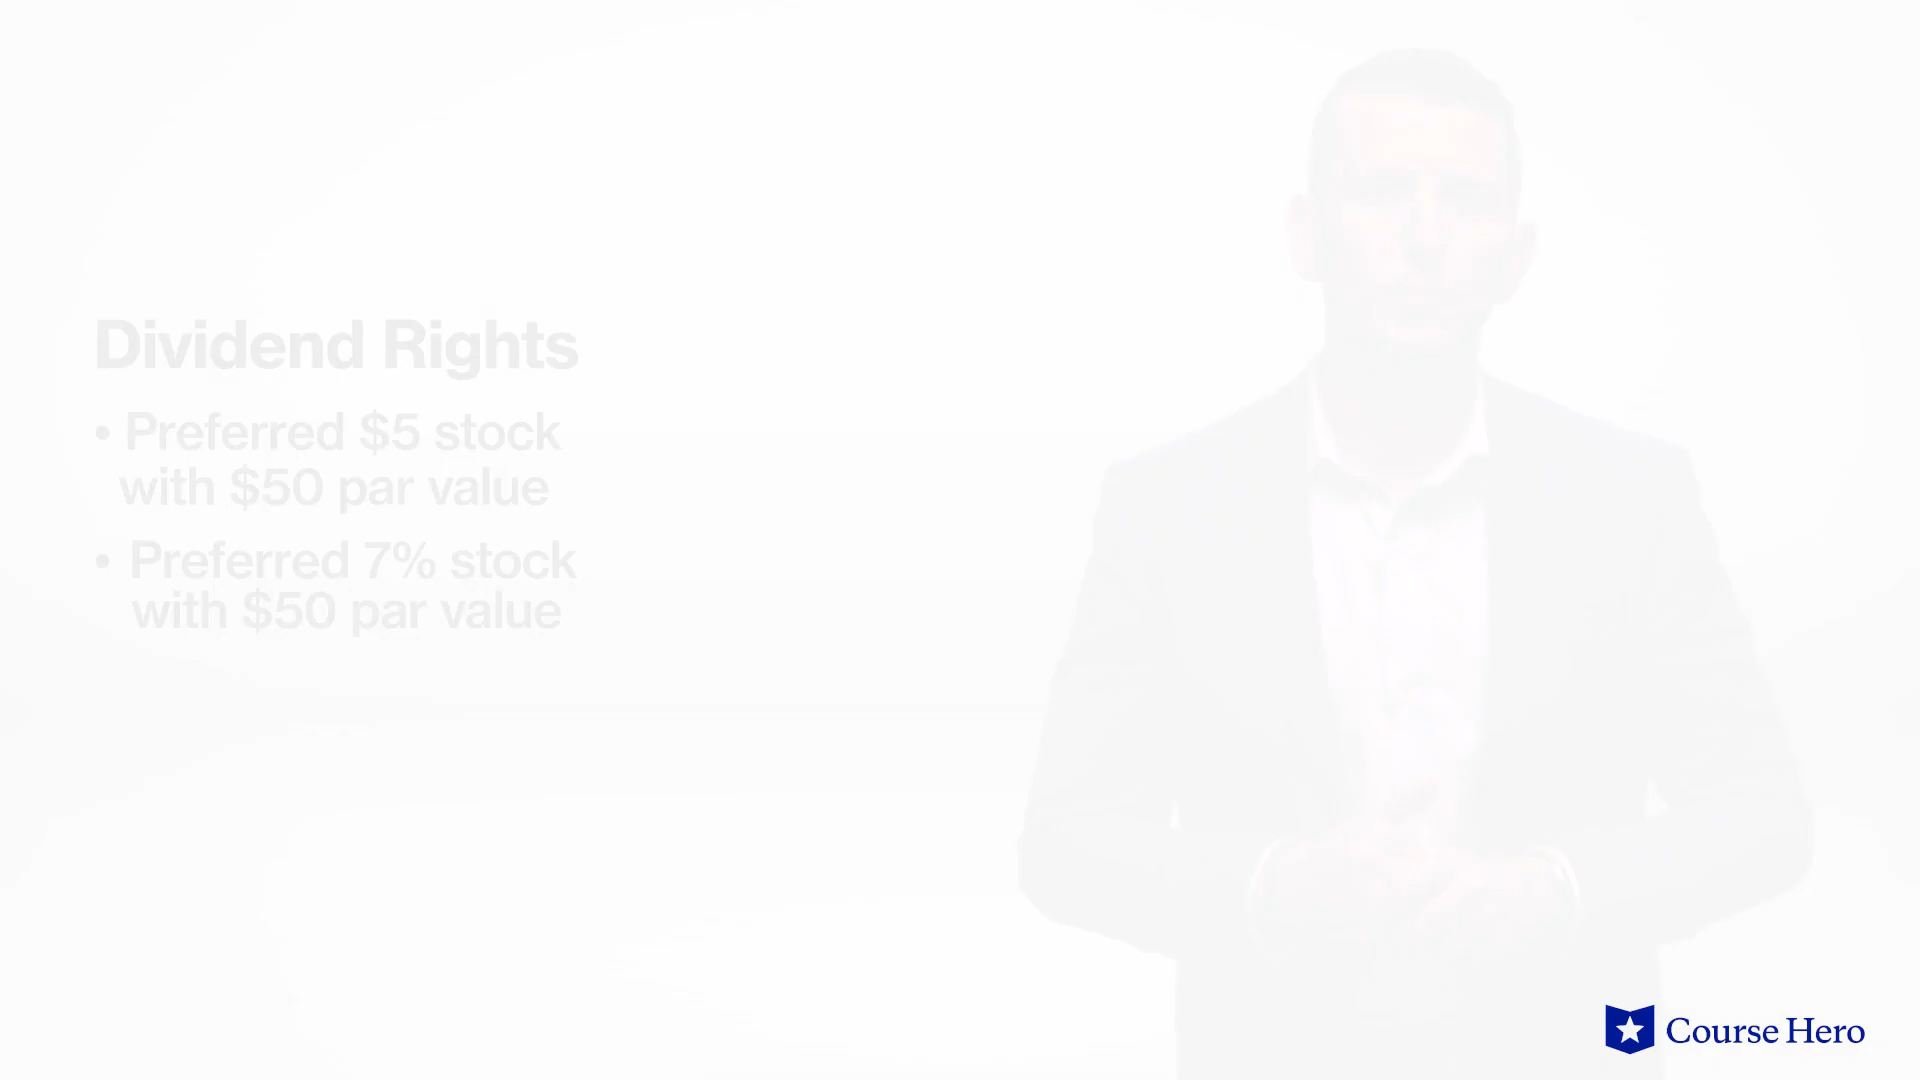 Dividend Rights
• Preferred $5 stock
with $50 par value
• Preferred 7% stock
with $50 par value
Course Hero